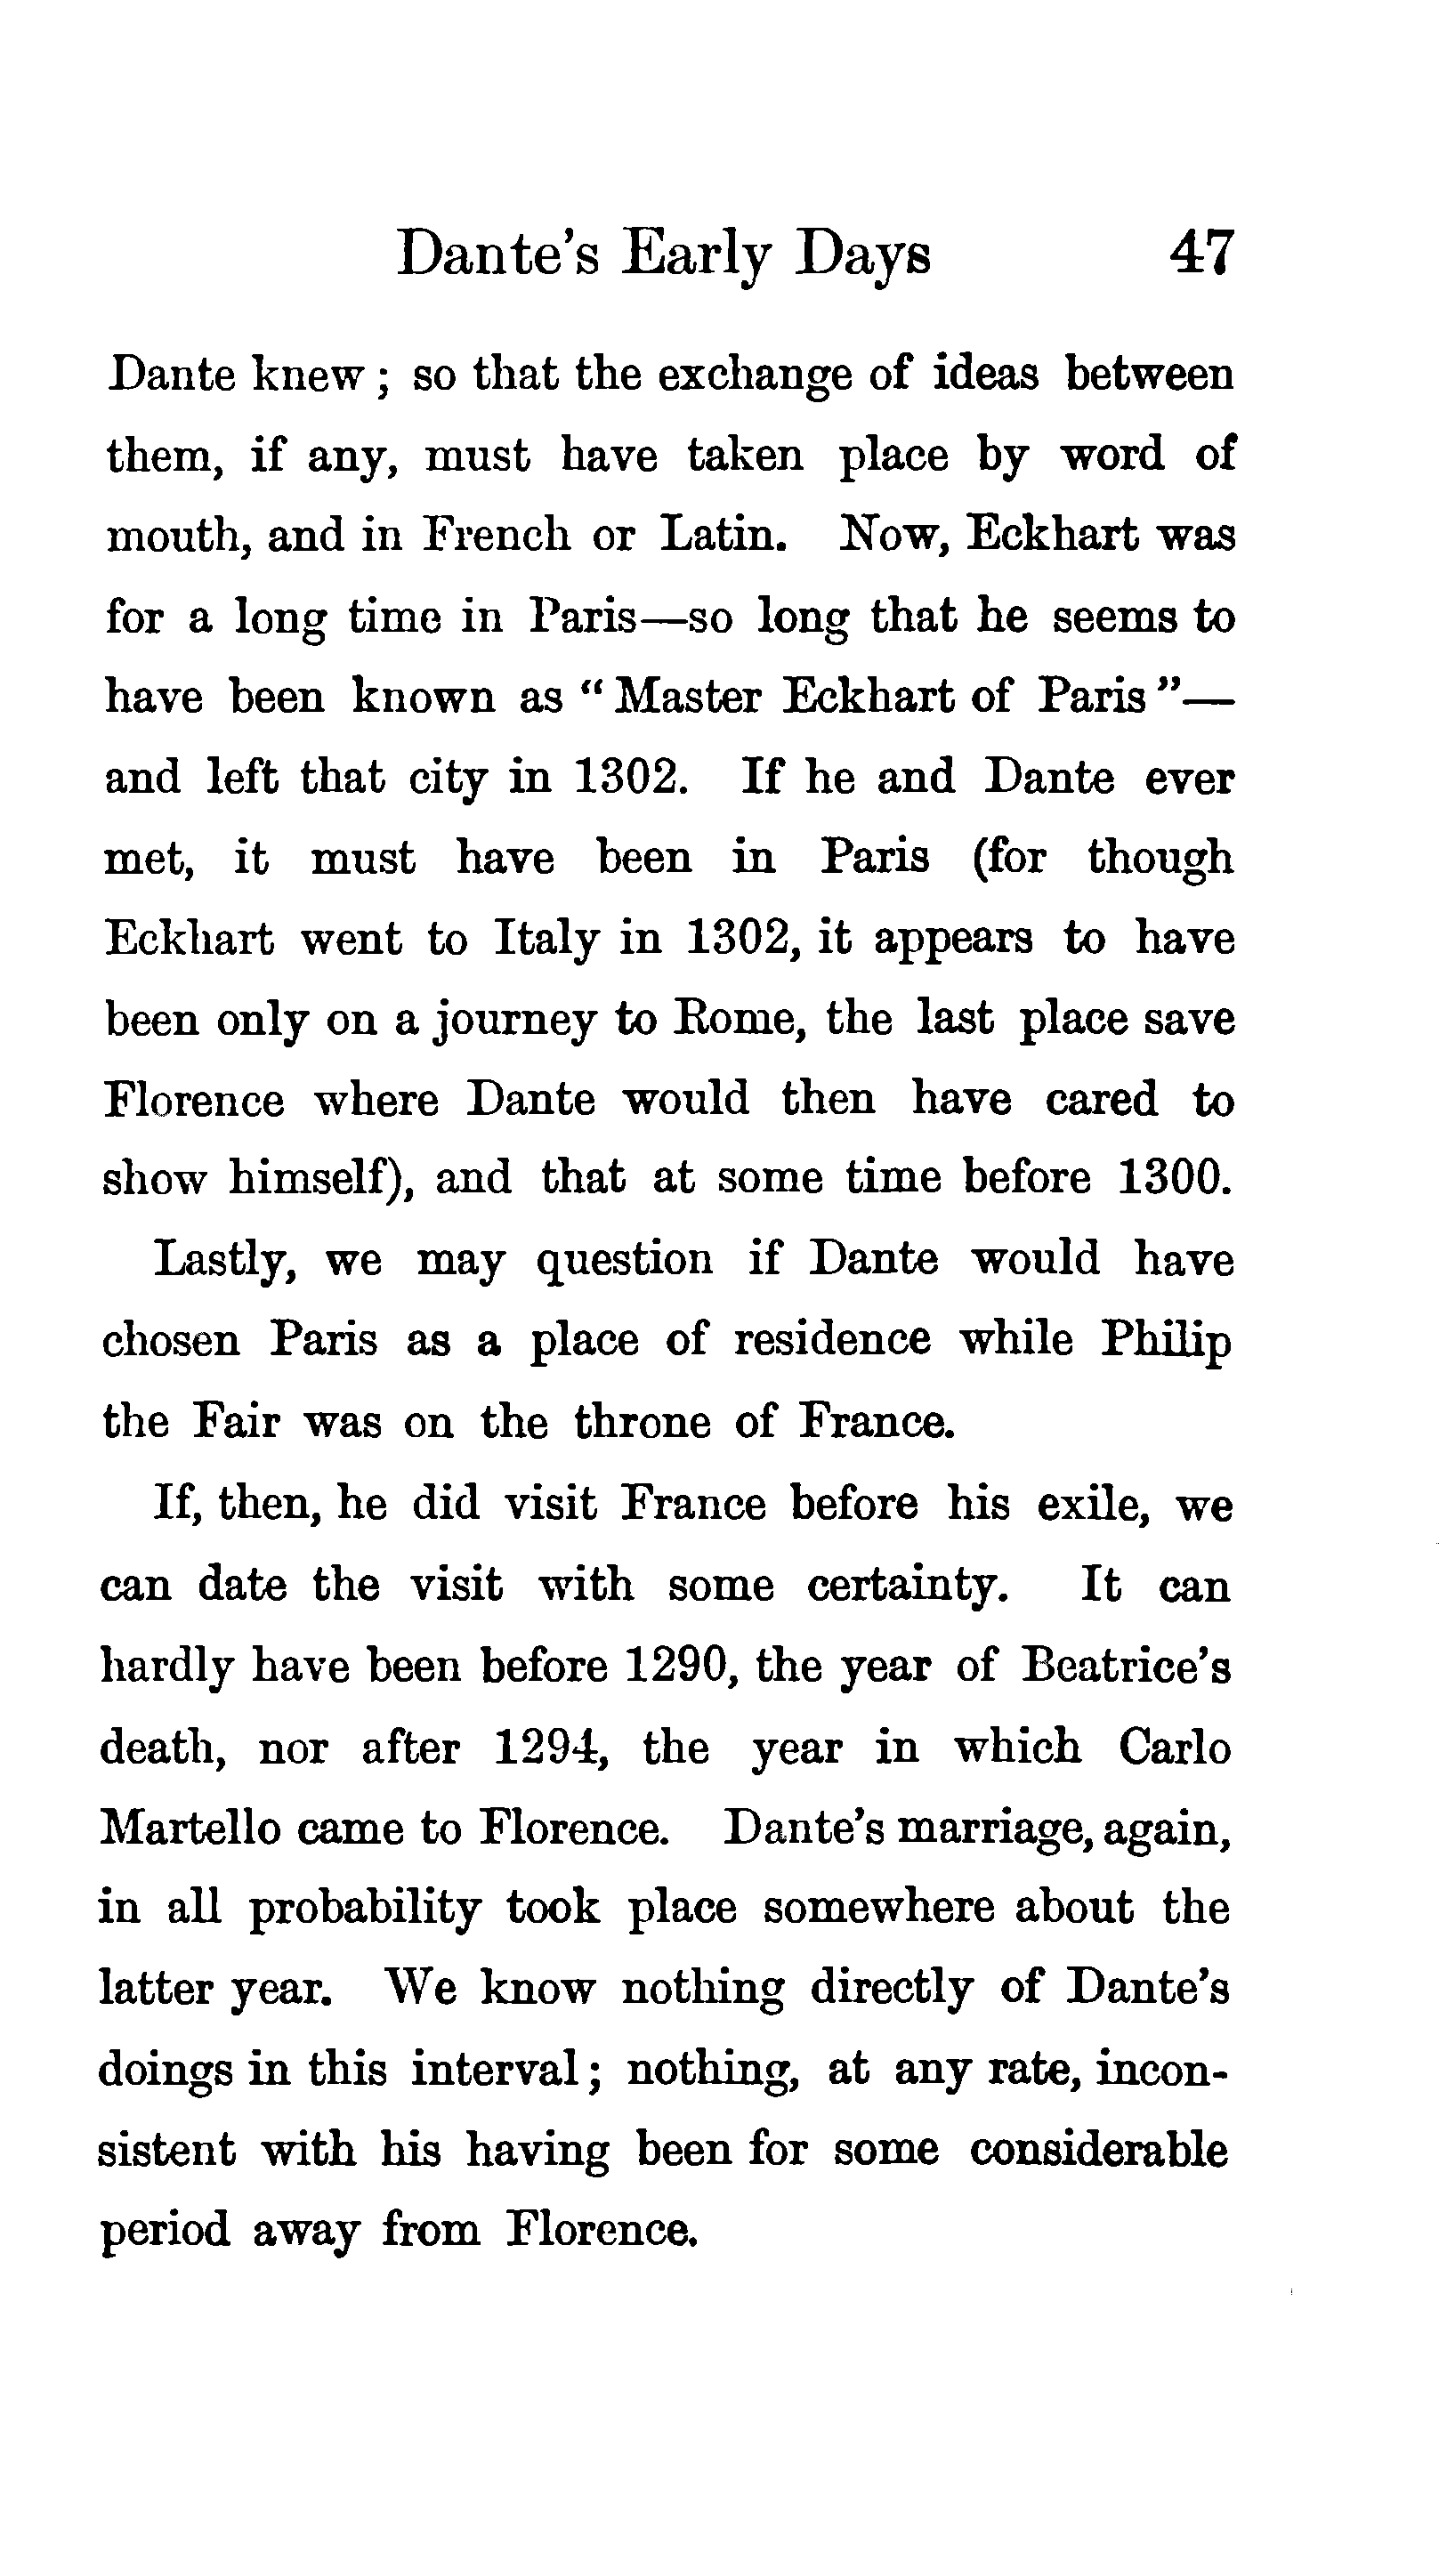 Dante's Early Days 47
Dante knew ; so that the exchange of ideas between
them, if any, must have taken place by word of
mouth, and in French or Latin. Now, Eckhart was
for a long time in Paris—so long that he seems to
have been known as “ Master Eckhart of Paris ”—
and left that city in 1302. If he and Dante ever
met, it must have been in Paris (for though
Eckhart went to Italy in 1302, it appears to have
been only on a journey to Rome, the last place save
Florence where Dante would then have cared to
show himself), and that at some time before 1300.
Lastly, we may question if Dante would have
chosen Paris as a place of residence while Philip
the Fair was on the throne of France.
If, then, he did visit France before his exile, we
can date the visit with some certainty. It can
hardly have been before 1290, the year of Beatrice's
death, nor after 1294, the year in which Carlo
Martello came to Florence. Dante's marriage, again,
in all probability took place somewhere about the
latter year. We know nothing directly of Dante's
doings in this interval ; nothing, at any rate, incon-
sistent with his having been for some considerable
period away from Florence.